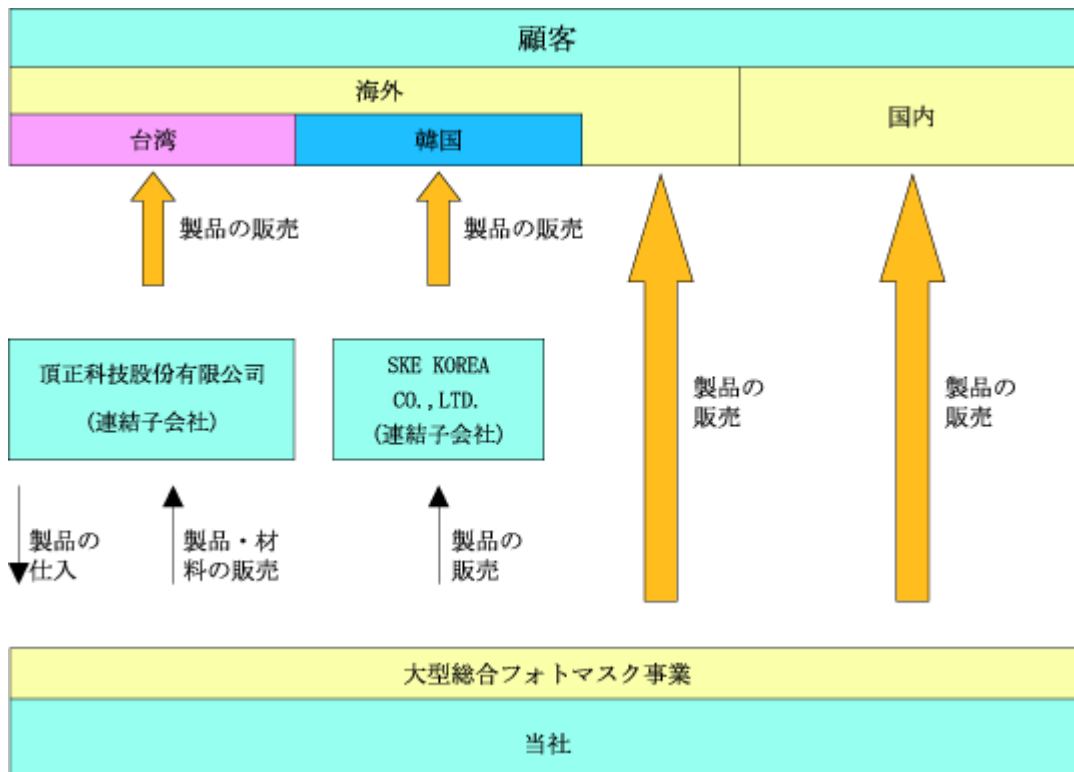 顧客
海外
国内
台湾
韓国
製品の販売
製品の販売
頂正科技股份有限公司
(連結子会社)
SKE KOREA
CO.,LTD.
(連結子会社)
製品の
販売
製品の
販売
製品の
仕入
製品・材
料の販売
製品の
販売
大型総合フォトマスク事業
当社